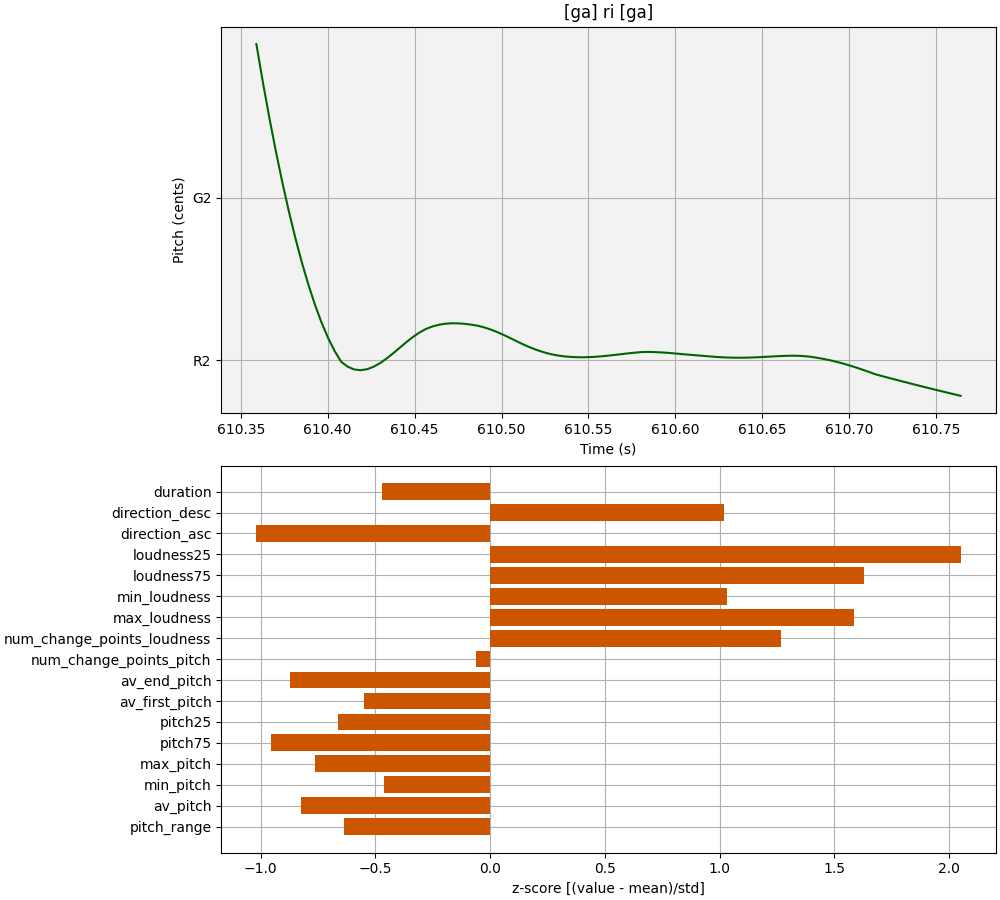 [ga] ri [ga]
Pitch (cents)
G2
R2
610.35 610.40 610.45 610.50 610.55 610.60 610.65 610.70 610.75
Time (s)
duration
direction_desc
direction_asc
loudness25
loudness75
min_loudness
max_loudness
num_change_points_loudness
num_change_points_pitch
av_end_pitch
av_first_pitch
pitch25
pitch75
max_pitch
min_pitch
av_pitch
pitch_range
−1.0 −0.5 0.0 0.5 1.0 1.5 2.0
z-score [(value - mean)/std]